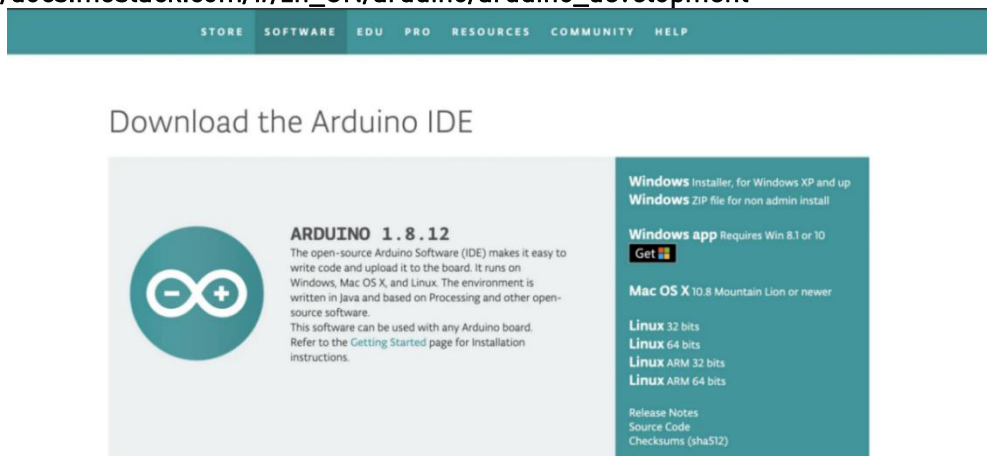 STORE SOFTWARE EDU PRO RESOURCES COMMUNITY HELP
Download the Arduino IDE
ARDUINO 1.8.12
The open-source Arduino Software (IDE) makes it easy to
write code and upload it to the board. It runs on
Windows, Mac OS X, and Linux. The environment is
written in Java and based on Processing and other open-
source software.
This software can be used with any Arduino board.
Refer to the Getting Started page for Installation
instructions.
Windows Installer, for Windows XP and up
Windows ZIP file for non admin install
Windows app Requires Win 8.1 or 10
Get
Mac OS X 10.8 Mountain Lion or newer
Linux 32 bits
Linux 64 bits
Linux ARM 32 bits
Linux ARM 64 bits
Release Notes
Source Code
Checksums (sha512)